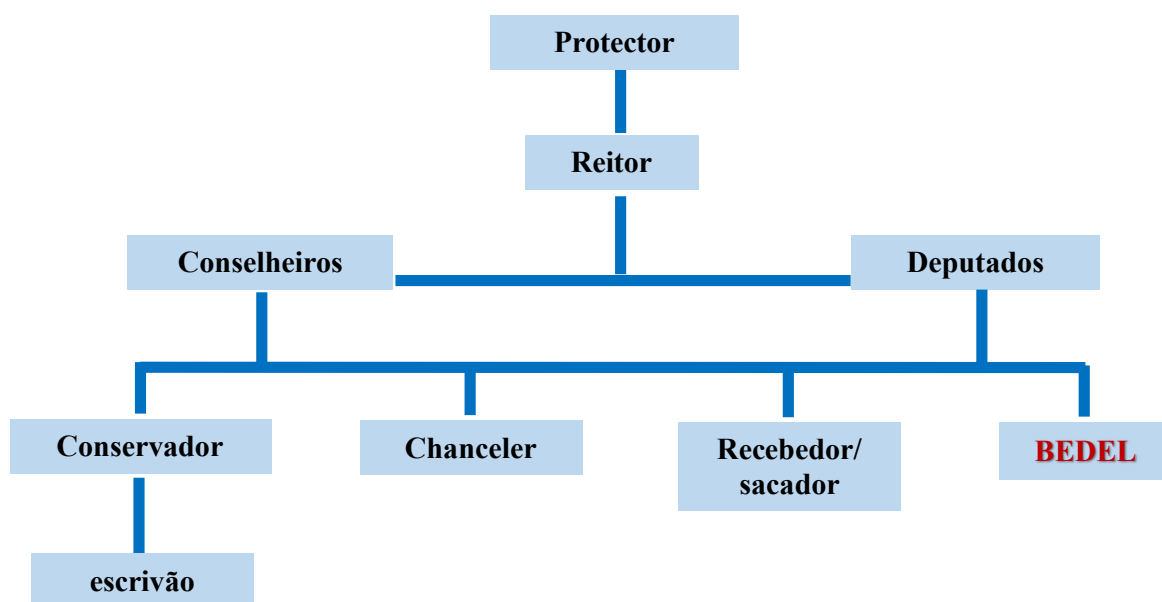 Protector
Reitor
Conselheiros
Deputados
Conservador
Chanceler
Recebedor/
sacador
BEDEL
escrivão